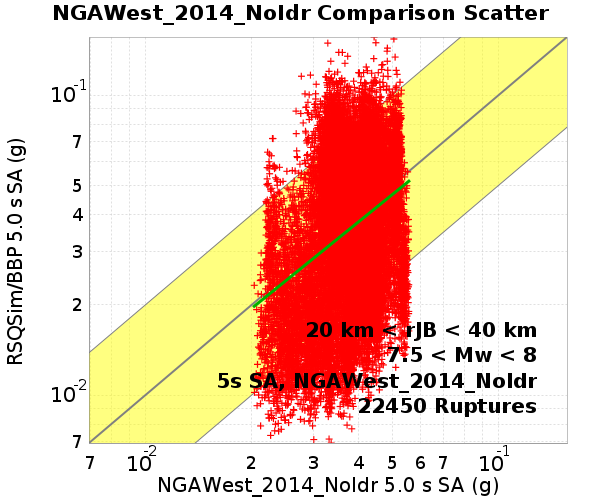 NGAWest_2014_NoIdr Comparison Scatter
RSQSim/BBP 5.0 s SA (g)
10-1
7
5
4
3
2
10-2
7
20 km < rJB < 40 km
7.5 < Mw < 8
5s SA, NGAWest_2014_NoIdr
22450 Ruptures
7 10-2 2 3 4 5 6 7 10-1
NGAWest_2014_NoIdr 5.0 s SA (g)